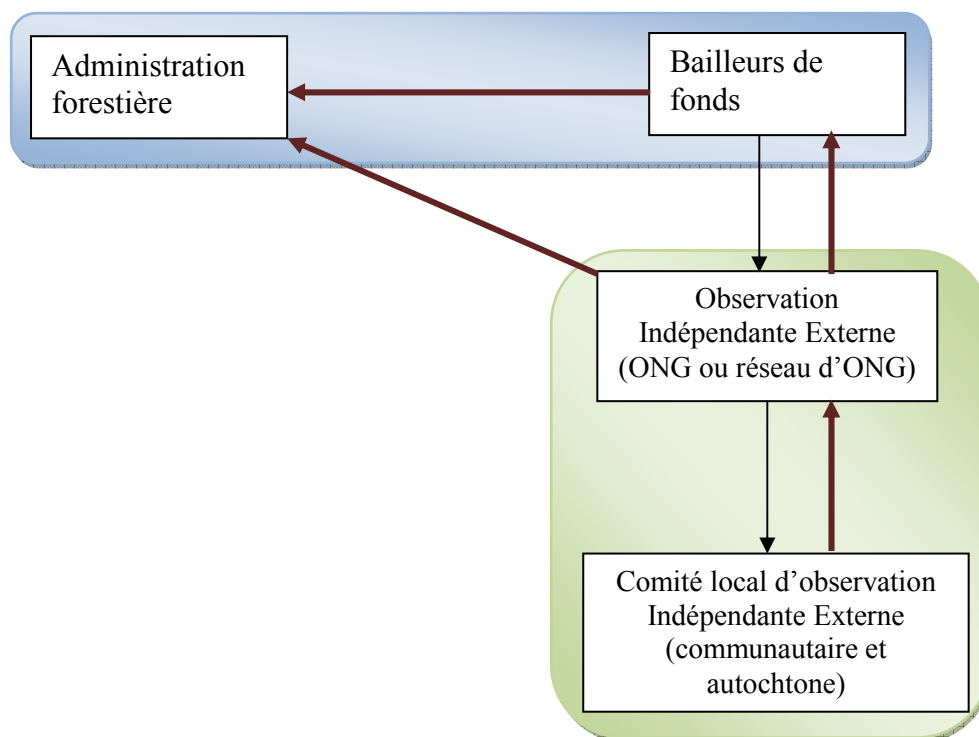 Administration
forestière
Bailleurs de
fonds
Observation
Indépendante Externe
(ONG ou réseau d’ONG)
Comité local d’observation
Indépendante Externe
(communautaire et
autochtone)